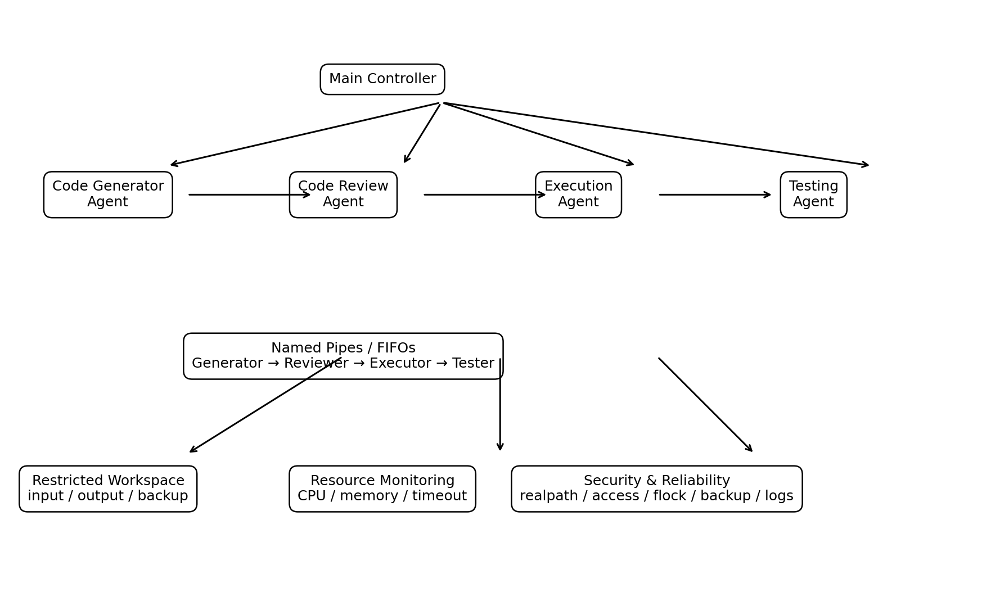 Main Controller
Code Generator
Agent
Code Review
Agent
Execution
Agent
Testing
Agent
Named Pipes / FIFOs
Generator → Reviewer → Executor → Tester
Restricted Workspace
input / output / backup
Resource Monitoring
CPU / memory / timeout
Security & Reliability
realpath / access / flock / backup / logs